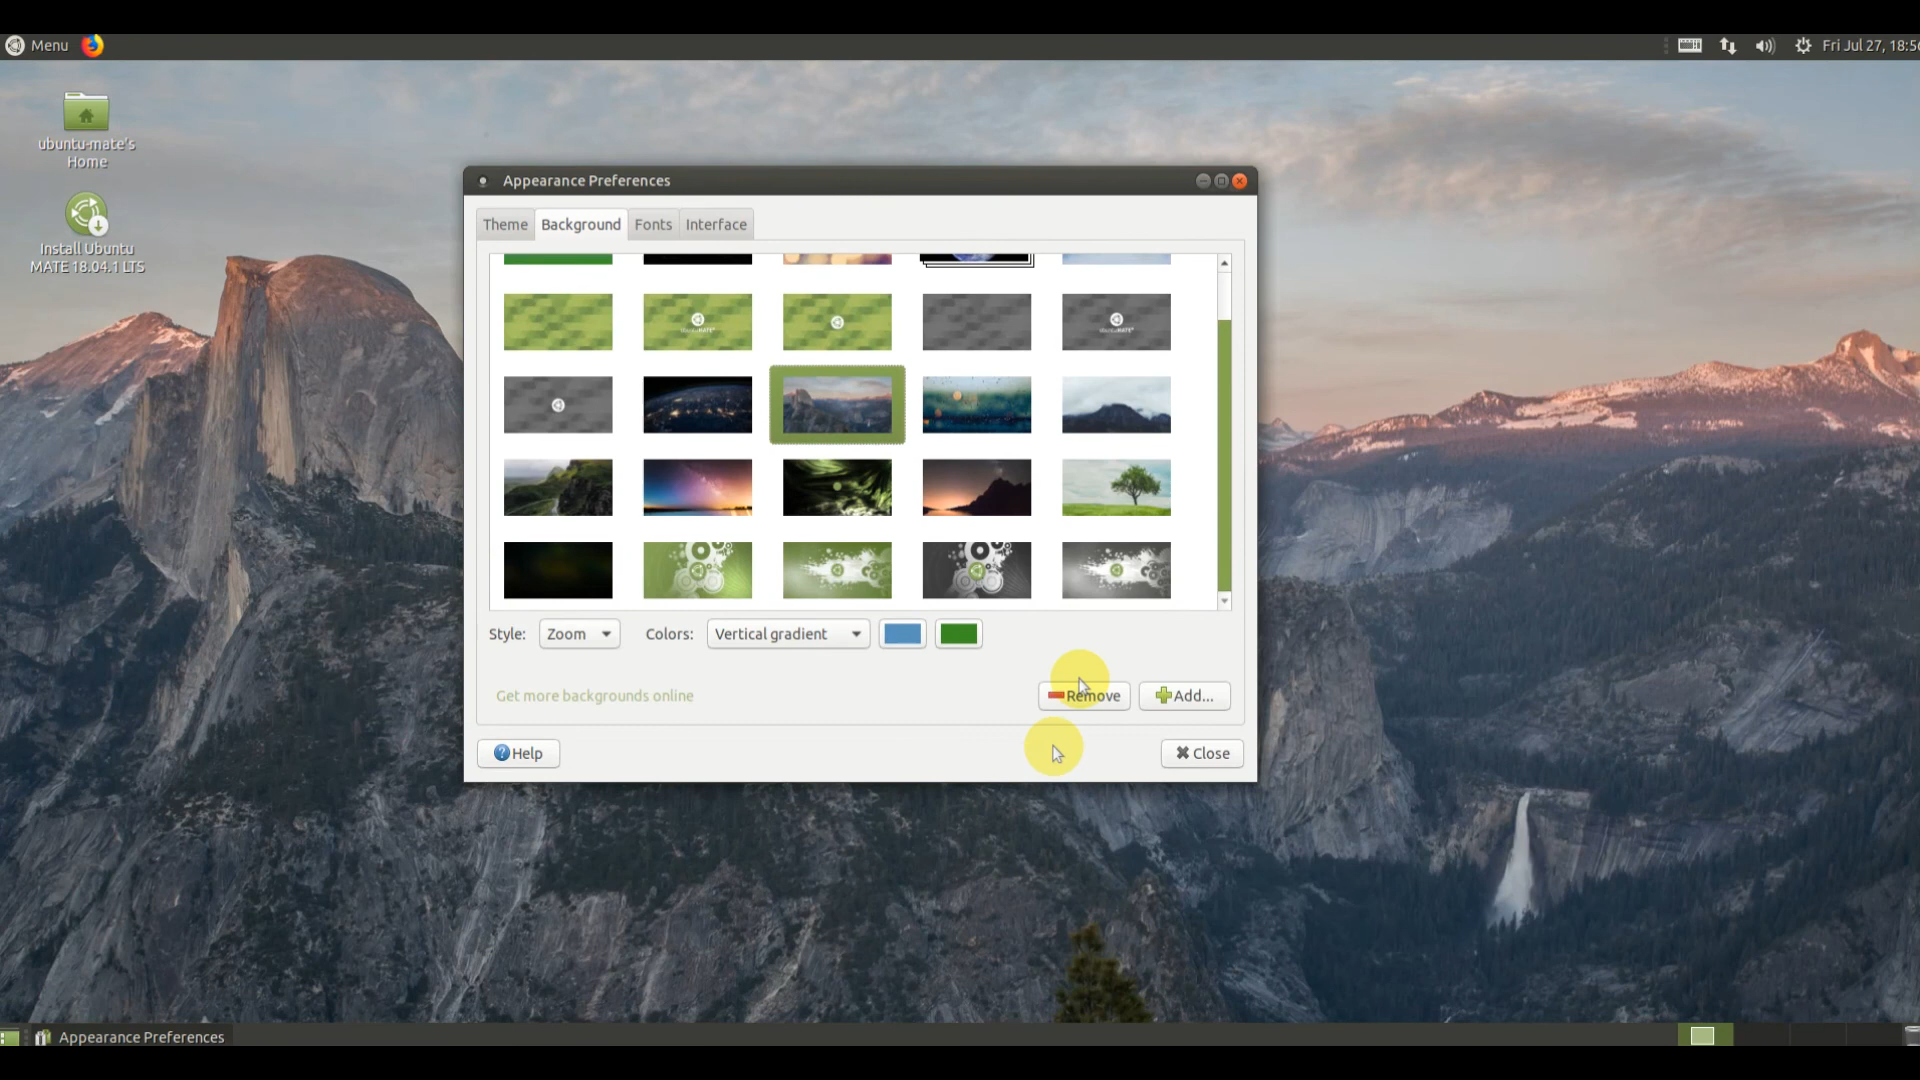 Menu
Fri Jul 27, 18:5
ubuntu-mate's
Home
Install Ubuntu
MATE 18.04.1 LTS
Appearance Preferences
Theme Background Fonts Interface
Style: Zoom Colors: Vertical gradient
Get more backgrounds online
Remove Add...
Help Close
Appearance Preferences